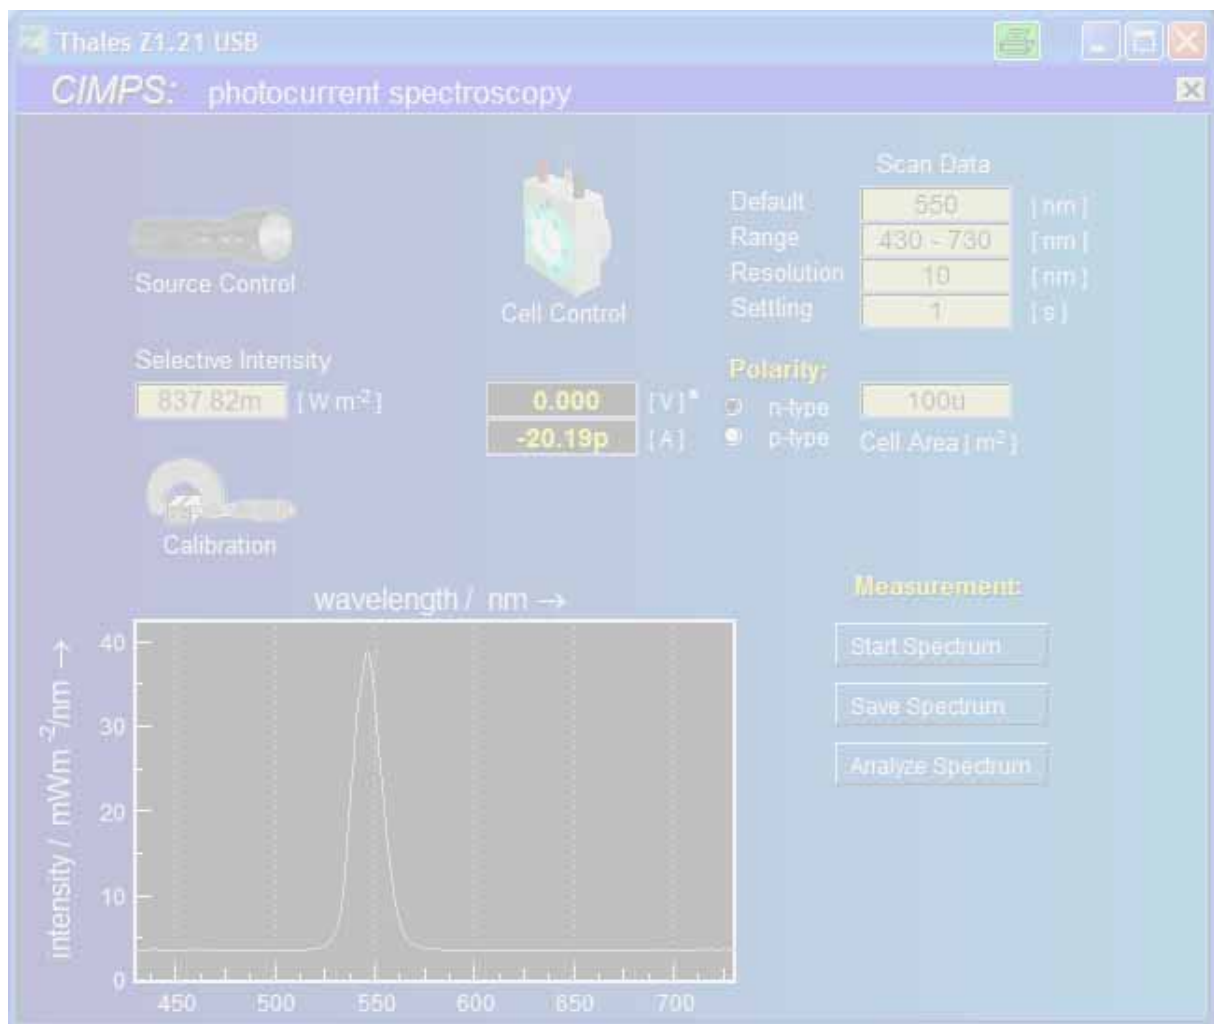 Thales Z1.21 USB
CIMPS: photocurrent spectroscopy
Scan Data
Default 550 [ nm ]
Range 430 - 730 [ nm ]
Resolution 10 [ nm ]
Settling 1 [ s ]
Source Control
Cell Control
Selective Intensity
837.82m [ W m-2 ]
0.000 [ V ]*
-20.19p [ A ]
Polarity:
n-type
p-type
100u
Cell Area [ m2 ]
Calibration
wavelength / nm →
intensity / mWm-2/nm →
40
30
20
10
0
450 500 550 600 650 700
Measurement:
Start Spectrum
Save Spectrum
Analyze Spectrum